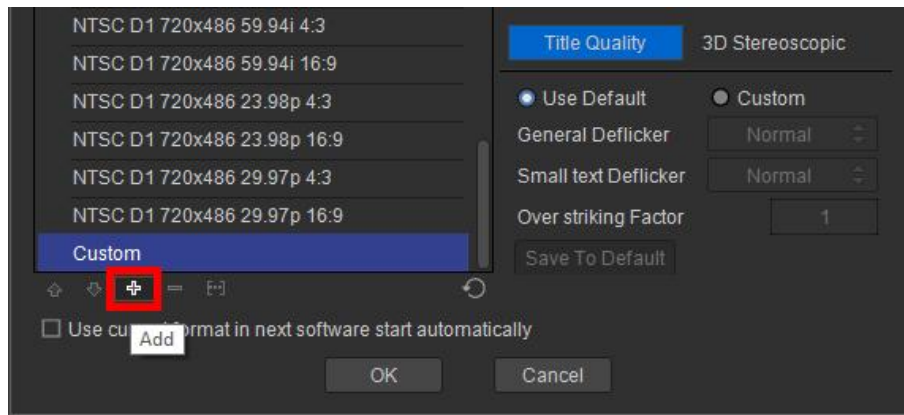 NTSC D1 720x486 59.94i 4:3
NTSC D1 720x486 59.94i 16:9
NTSC D1 720x486 23.98p 4:3
NTSC D1 720x486 23.98p 16:9
NTSC D1 720x486 29.97p 4:3
NTSC D1 720x486 29.97p 16:9
Custom
Title Quality 3D Stereoscopic
Use Default Custom
General Deflicker Normal
Small text Deflicker Normal
Over striking Factor 1
Save To Default
Use format in next software start automatically
Add
OK Cancel